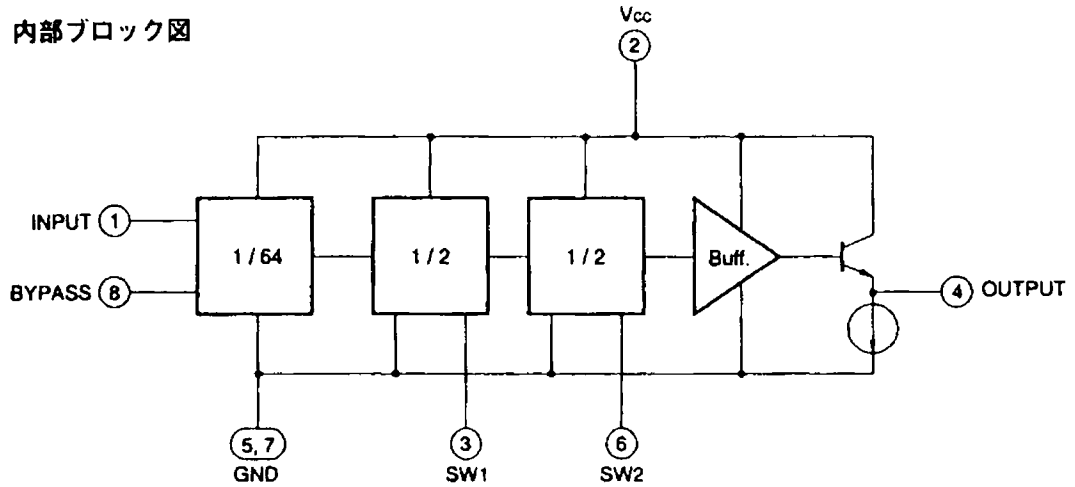 内部ブロック図
Vcc
2
INPUT 1
BYPASS 8
1 / 64
1 / 2
1 / 2
Buff.
4 OUTPUT
5, 7
GND
3
SW1
6
SW2